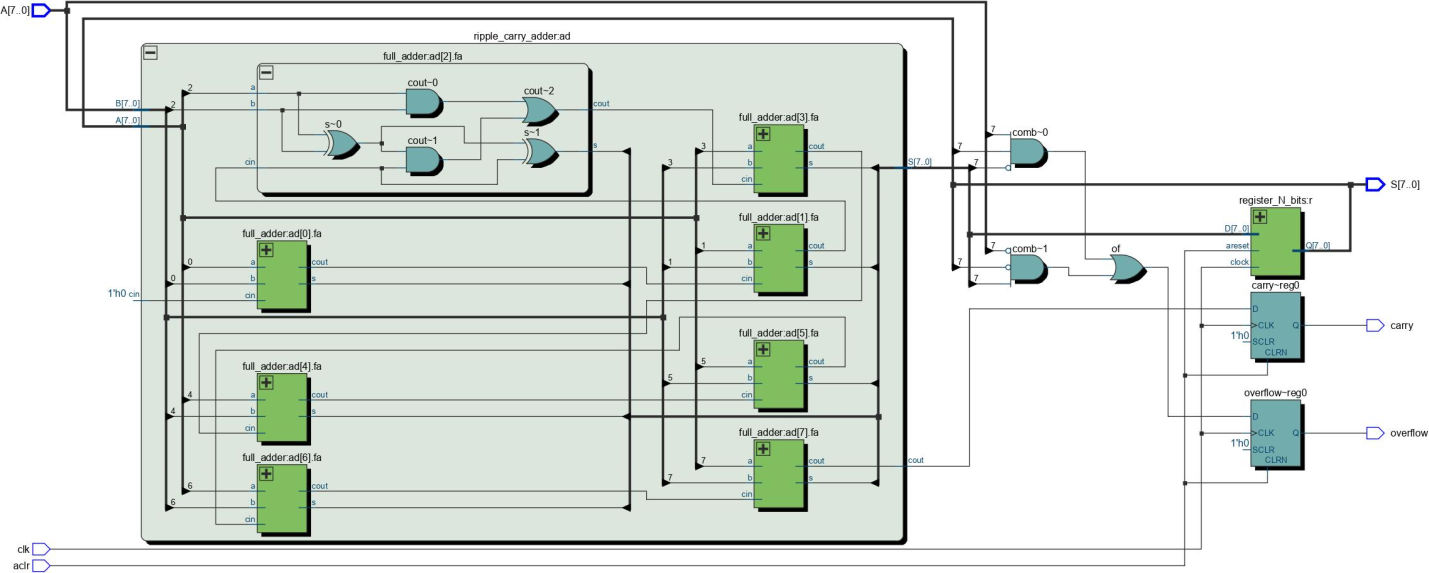 A[7..0]
ripple_carry_adder:ad
full_adder:ad[2].fa
cout~0
cout~2
2
a
B[7..0]
2
b
cout
A[7..0]
s~0
cout~1
s~1
s
cin
full_adder:ad[3].fa
3
a
cout
3
b
s
cin
S[7..0]
7
comb~0
7
7
S[7..0]
full_adder:ad[1].fa
1
a
cout
1
b
s
cin
register_N_bits:r
D[7..0]
areset
Q[7..0]
clock
7
comb~1
of
7
7
full_adder:ad[0].fa
0
a
cout
0
b
s
1'h0 cin
cin
carry~reg0
D
CLK
Q
1'h0
SCLR
CLRN
carry
full_adder:ad[5].fa
5
a
cout
5
b
s
cin
full_adder:ad[4].fa
4
a
cout
4
b
s
cin
overflow~reg0
D
CLK
Q
1'h0
SCLR
CLRN
overflow
full_adder:ad[7].fa
7
a
cout
7
b
s
cin
cout
full_adder:ad[6].fa
6
a
cout
6
b
s
cin
clk
aclr